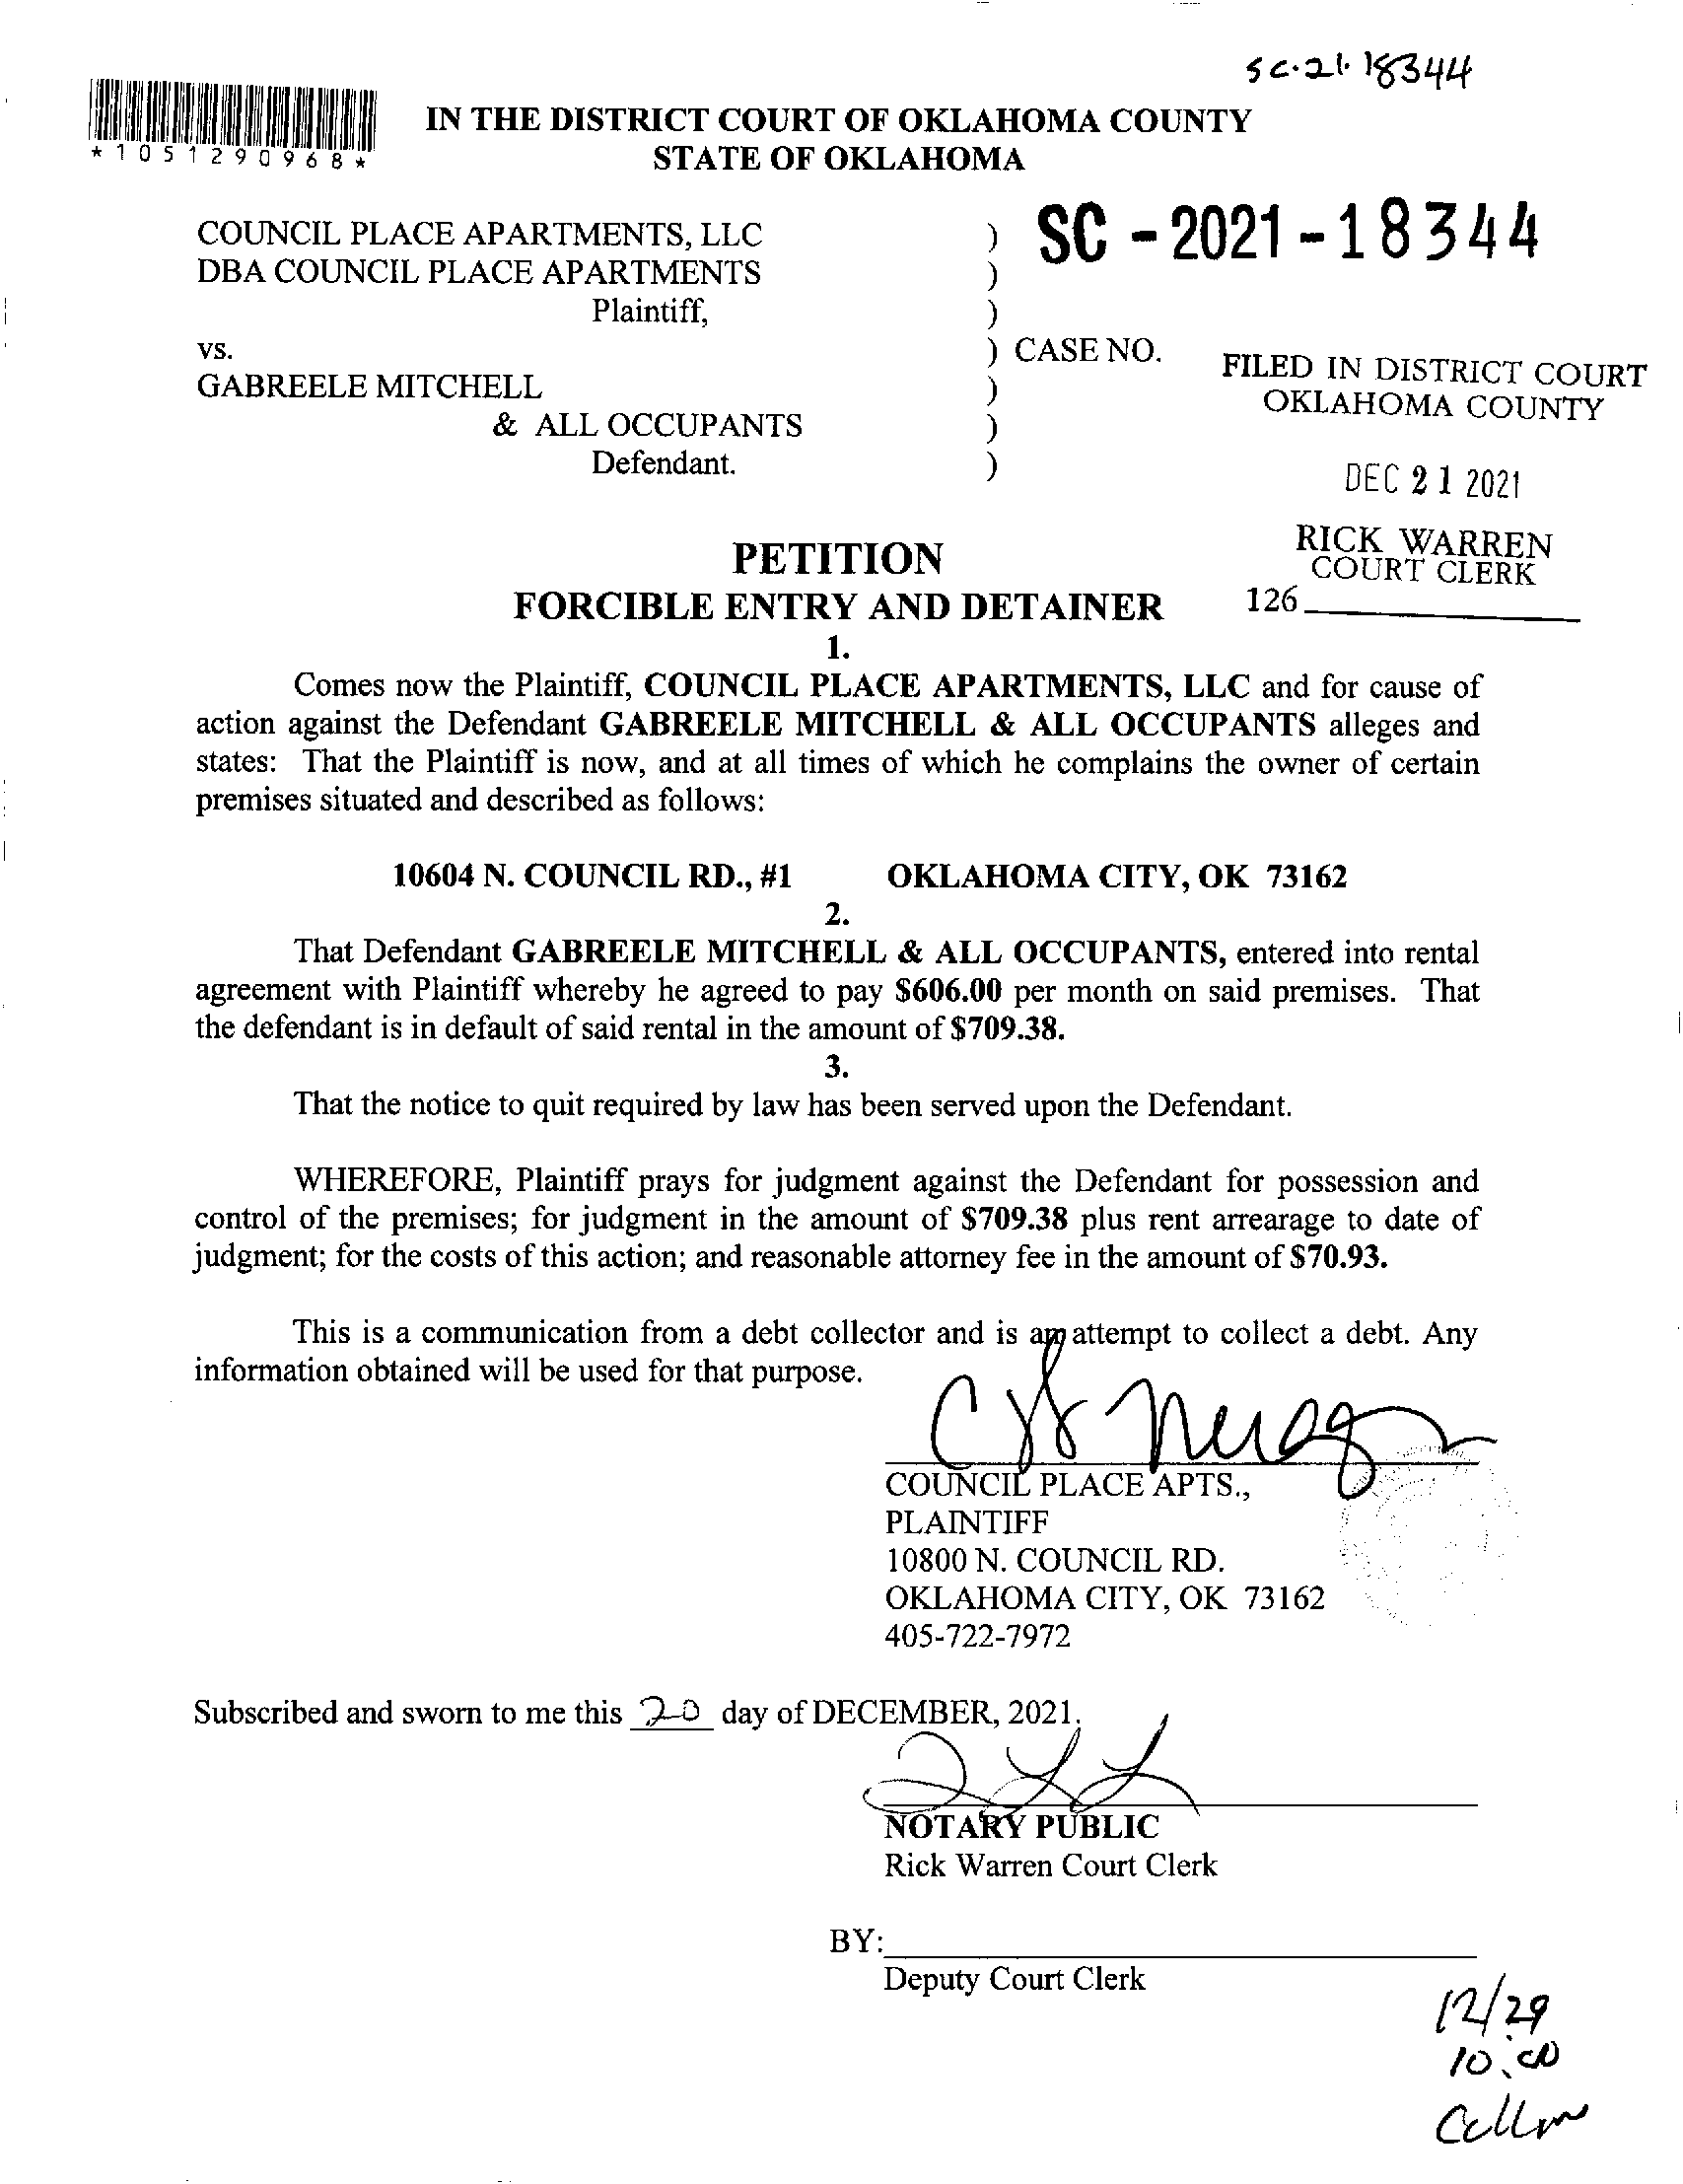 sc-21-18344
*1051290968*
IN THE DISTRICT COURT OF OKLAHOMA COUNTY
STATE OF OKLAHOMA
COUNCIL PLACE APARTMENTS, LLC )
SC - 2021 - 18344
DBA COUNCIL PLACE APARTMENTS )
Plaintiff, )
vs. ) CASE NO.
FILED IN DISTRICT COURT
OKLAHOMA COUNTY
GABREELE MITCHELL )
& ALL OCCUPANTS )
Defendant. )
DEC 21 2021
RICK WARREN
COURT CLERK
126
PETITION
FORCIBLE ENTRY AND DETAINER
1.
Comes now the Plaintiff, COUNCIL PLACE APARTMENTS, LLC and for cause of
action against the Defendant GABREELE MITCHELL & ALL OCCUPANTS alleges and
states: That the Plaintiff is now, and at all times of which he complains the owner of certain
premises situated and described as follows:
10604 N. COUNCIL RD., #1 OKLAHOMA CITY, OK 73162
2.
That Defendant GABREELE MITCHELL & ALL OCCUPANTS, entered into rental
agreement with Plaintiff whereby he agreed to pay $606.00 per month on said premises. That
the defendant is in default of said rental in the amount of $709.38.
3.
That the notice to quit required by law has been served upon the Defendant.
WHEREFORE, Plaintiff prays for judgment against the Defendant for possession and
control of the premises; for judgment in the amount of $709.38 plus rent arrearage to date of
judgment; for the costs of this action; and reasonable attorney fee in the amount of $70.93.
This is a communication from a debt collector and is an attempt to collect a debt. Any
information obtained will be used for that purpose.
COUNCIL PLACE APTS.,
PLAINTIFF
10800 N. COUNCIL RD.
OKLAHOMA CITY, OK 73162
405-722-7972
Subscribed and sworn to me this 20 day of DECEMBER, 2021.
NOTARY PUBLIC
Rick Warren Court Clerk
BY:
Deputy Court Clerk
12/29
10:00